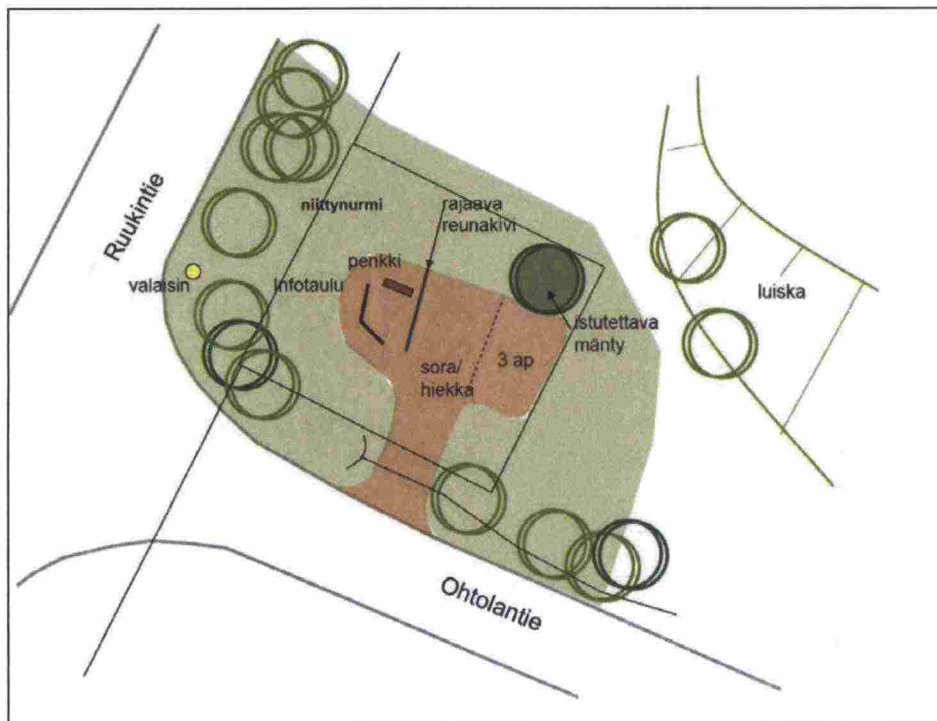 Ruukintie
niittynurmi
rajaava
reunakivi
penkki
valaisin
Infotaulu
luiska
istutettava
mänty
3 ap
sora/
hiekka
Ohtolantie